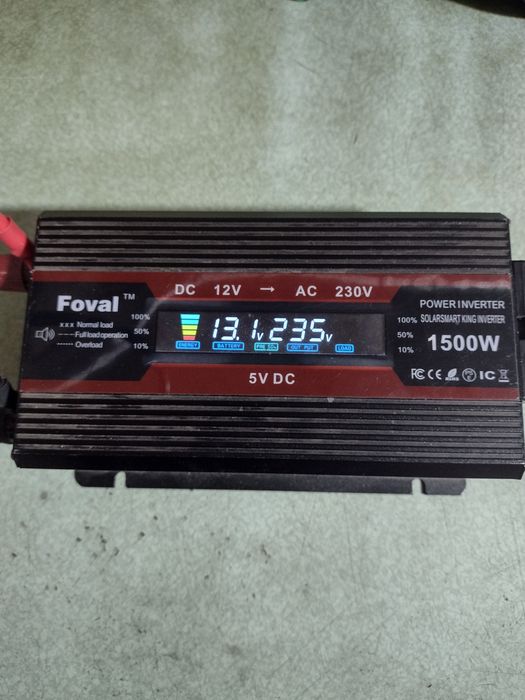 DC 12V → AC 230V
Foval™
x x x Normal load
-·-·- Full load operation
------ Overload
100%
50%
10%
13.1V 235V
ENERGY BATTERY OUT PUT LOAD
5V DC
100%
50%
10%
POWER INVERTER
SOLARSMART KING INVERTER
1500W
FC CE IC